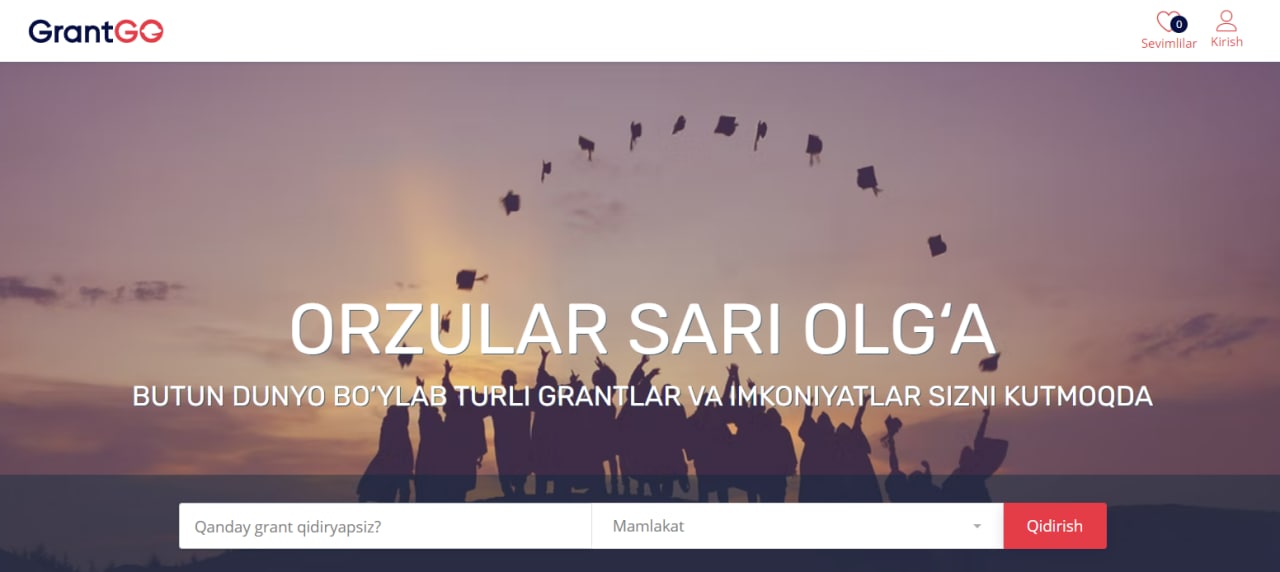 GrantGO
0
Sevimlilar
Kirish
ORZULAR SARI OLG‘A
BUTUN DUNYO BO‘YLAB TURLI GRANTLAR VA IMKONIYATLAR SIZNI KUTMOQDA
Qanday grant qidiryapsiz?
Mamlakat
Qidirish